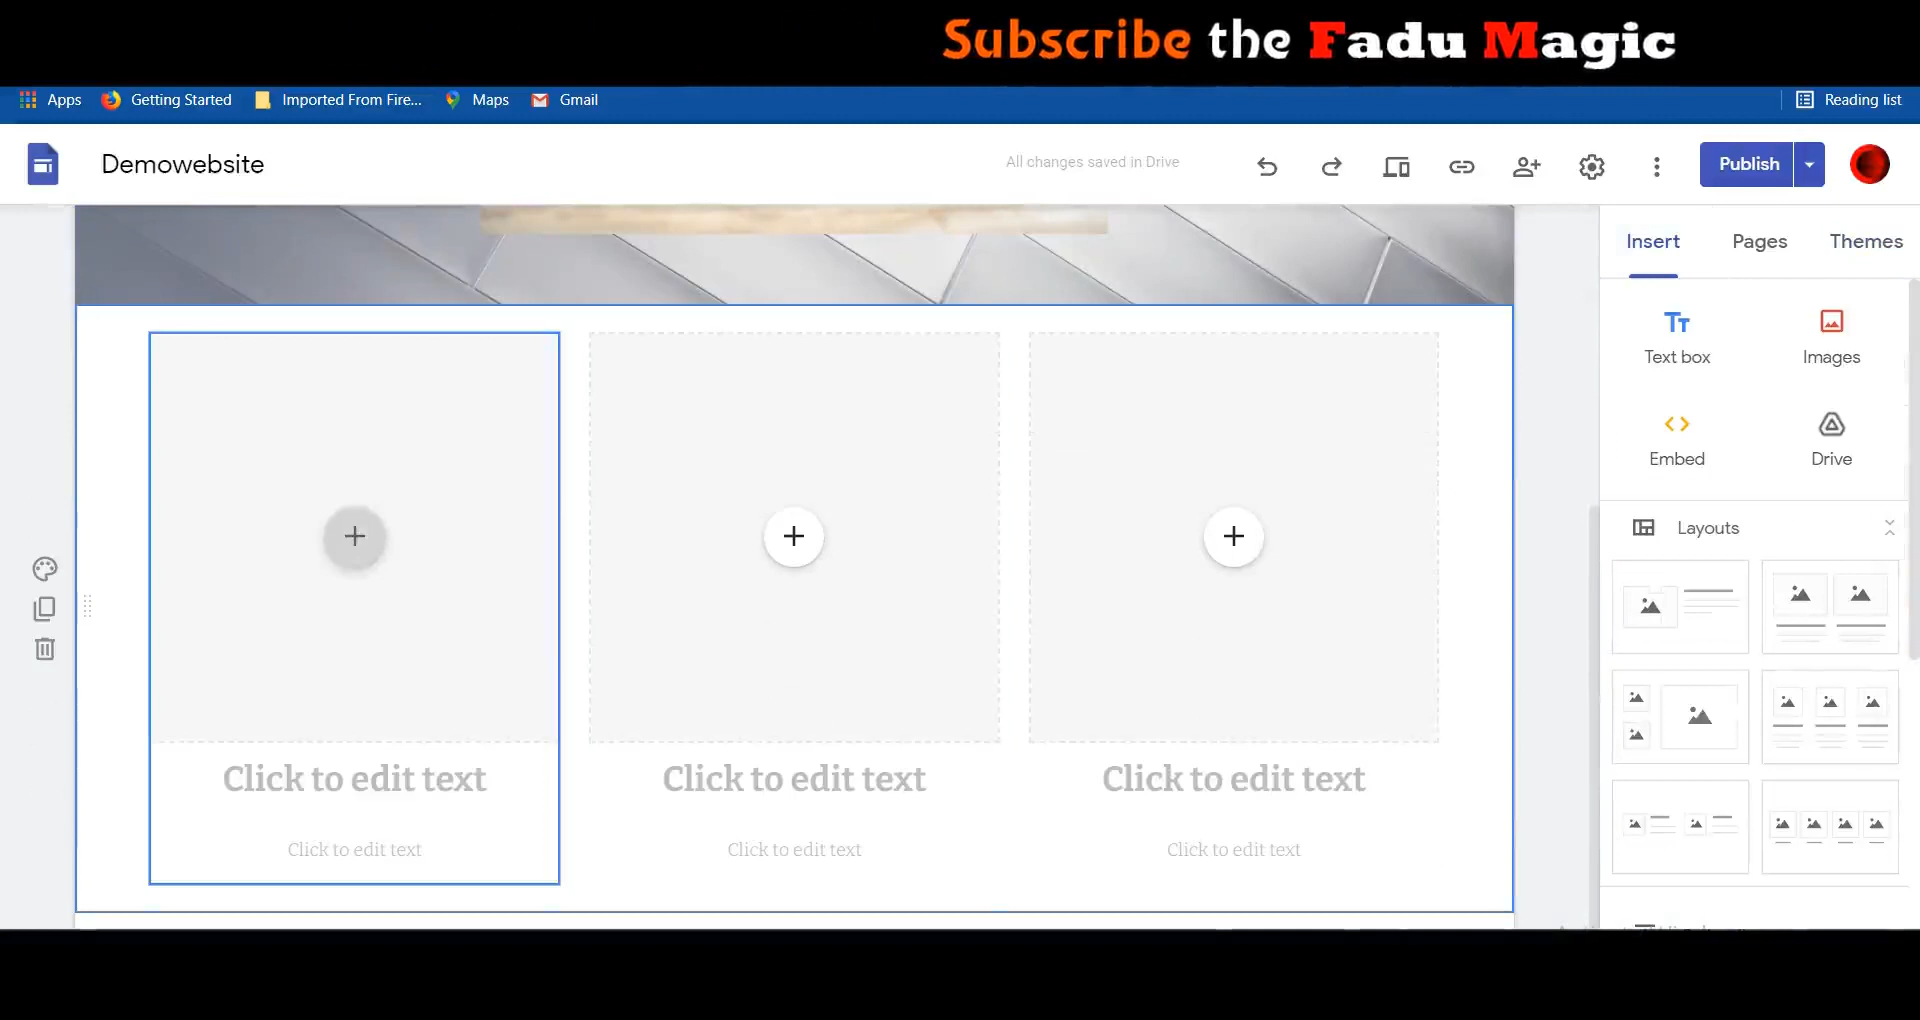 Subscribe the Fadu Magic
Apps Getting Started Imported From Fire... Maps Gmail Reading list
Demowebsite All changes saved in Drive Publish
Insert Pages Themes
Text box Images
Embed Drive
Layouts
Click to edit text Click to edit text Click to edit text
Click to edit text Click to edit text Click to edit text